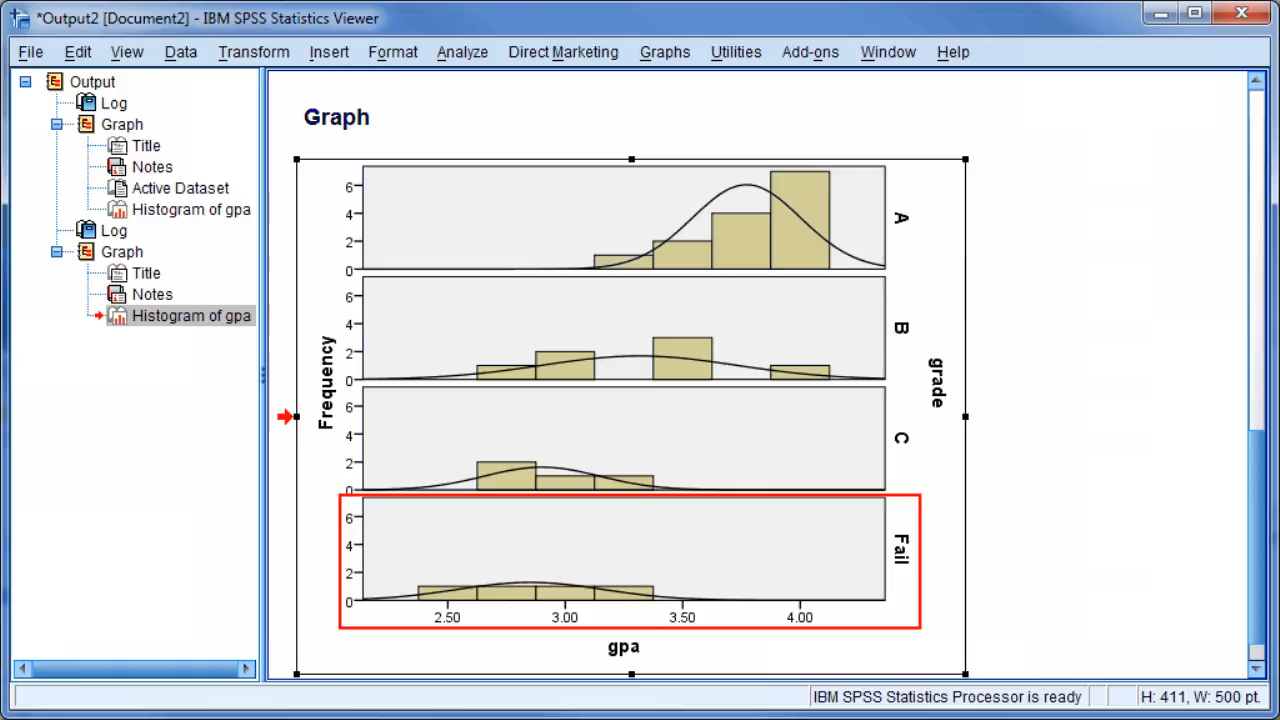 *Output2 [Document2] - IBM SPSS Statistics Viewer
File Edit View Data Transform Insert Format Analyze Direct Marketing Graphs Utilities Add-ons Window Help
Output
Log
Graph
Title
Notes
Active Dataset
Histogram of gpa
Log
Graph
Title
Notes
Histogram of gpa
Graph
6
4
2
0
A
6
4
2
0
B
6
4
2
0
C
6
4
2
0
Fail
Frequency
grade
2.50 3.00 3.50 4.00
gpa
IBM SPSS Statistics Processor is ready H: 411, W: 500 pt.